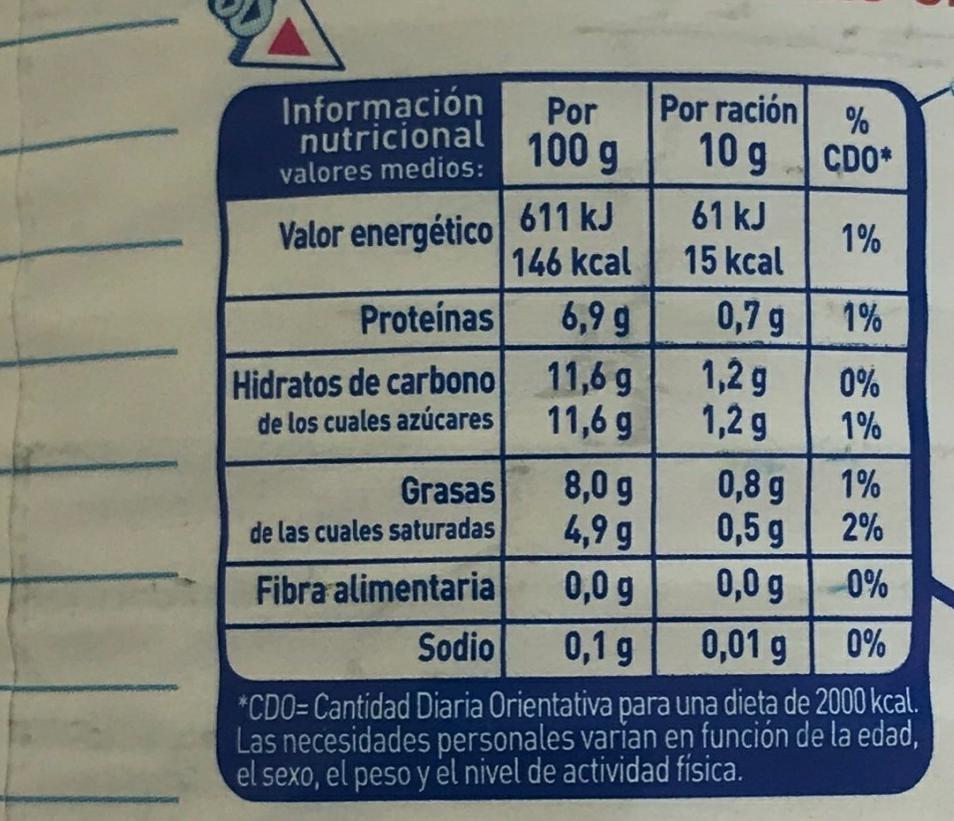 Información nutricional valores medios: Por 100 g Por ración 10 g % CDO*
Valor energético 611 kJ 61 kJ 1%
146 kcal 15 kcal
Proteínas 6,9 g 0,7 g 1%
Hidratos de carbono 11,6 g 1,2 g 0%
de los cuales azúcares 11,6 g 1,2 g 1%
Grasas 8,0 g 0,8 g 1%
de las cuales saturadas 4,9 g 0,5 g 2%
Fibra alimentaria 0,0 g 0,0 g 0%
Sodio 0,1 g 0,01 g 0%
*CDO= Cantidad Diaria Orientativa para una dieta de 2000 kcal.
Las necesidades personales varían en función de la edad,
el sexo, el peso y el nivel de actividad física.